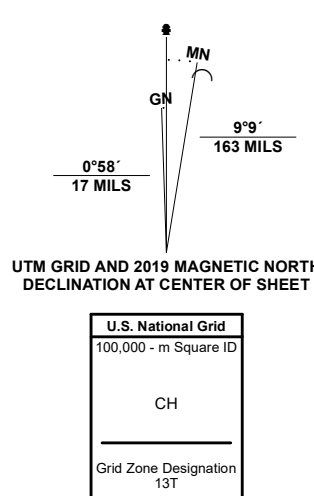 MN
GN
9°9´
163 MILS
0°58´
17 MILS
UTM GRID AND 2019 MAGNETIC NORTH
DECLINATION AT CENTER OF SHEET
U.S. National Grid
100,000 - m Square ID
CH
Grid Zone Designation
13T